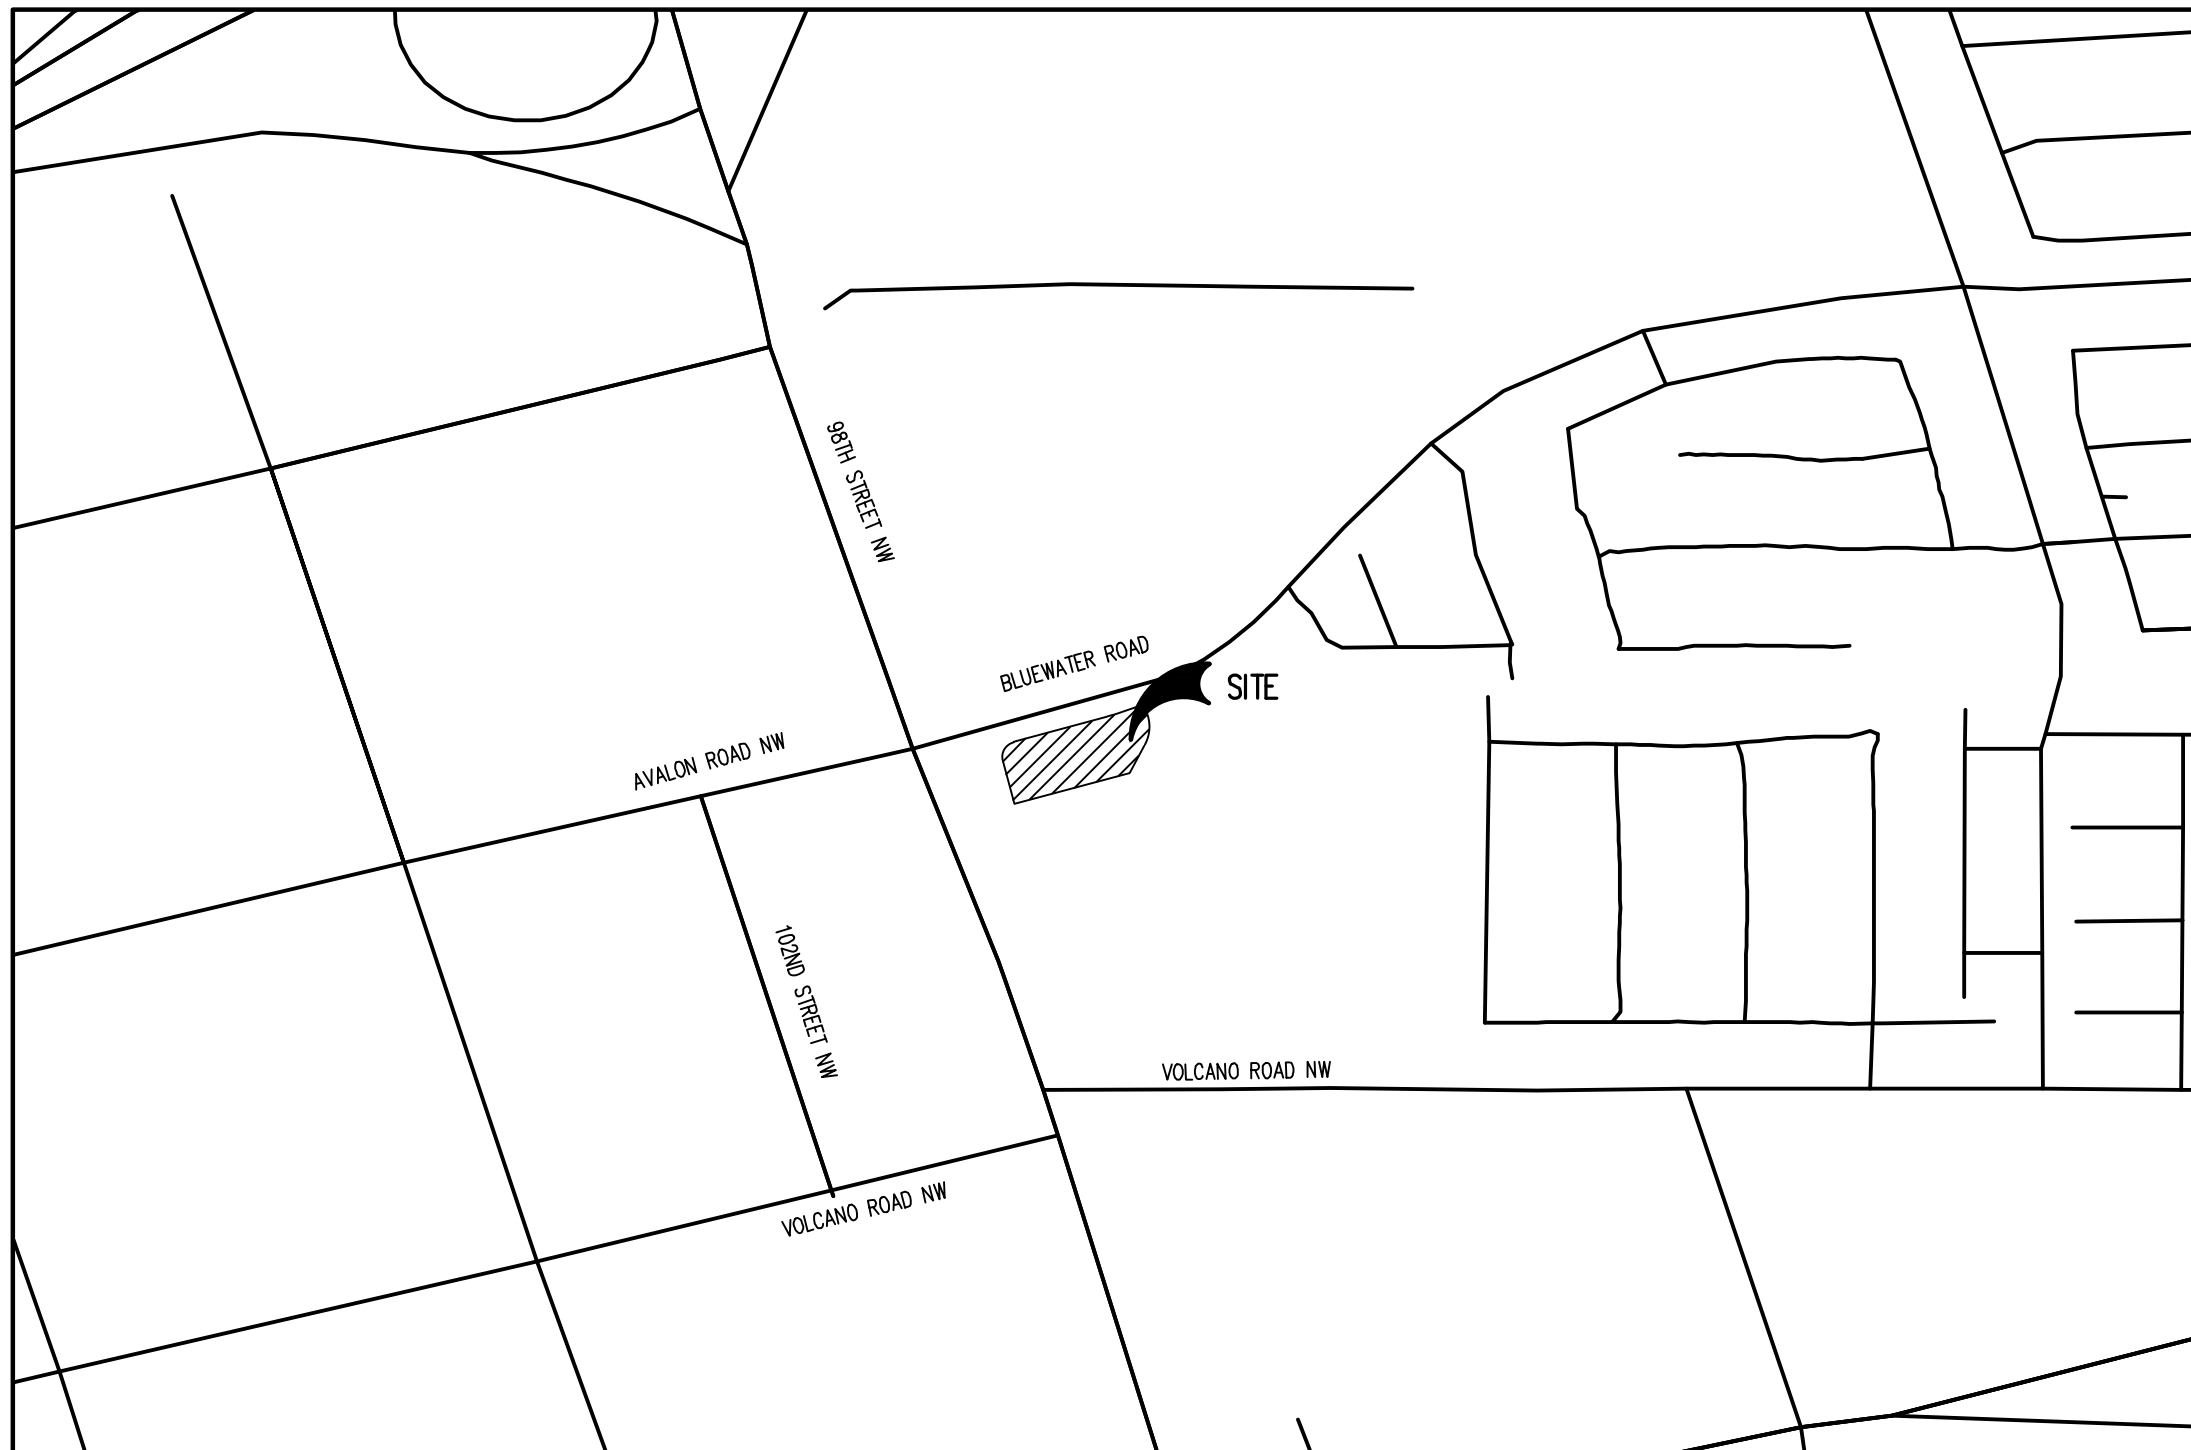 98TH STREET NW
BLUEWATER ROAD
SITE
AVALON ROAD NW
102ND STREET NW
VOLCANO ROAD NW
VOLCANO ROAD NW